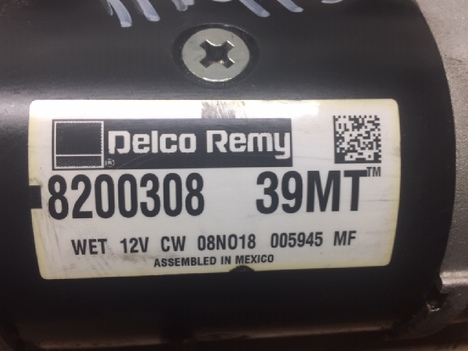 Delco Remy
®
8200308 39MT™
WET 12V CW 08NO18 005945 MF
ASSEMBLED IN MEXICO